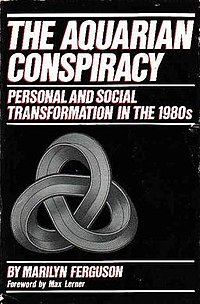 THE AQUARIAN
CONSPIRACY
PERSONAL AND SOCIAL
TRANSFORMATION IN THE 1980s
BY MARILYN FERGUSON
Foreword by Max Lerner